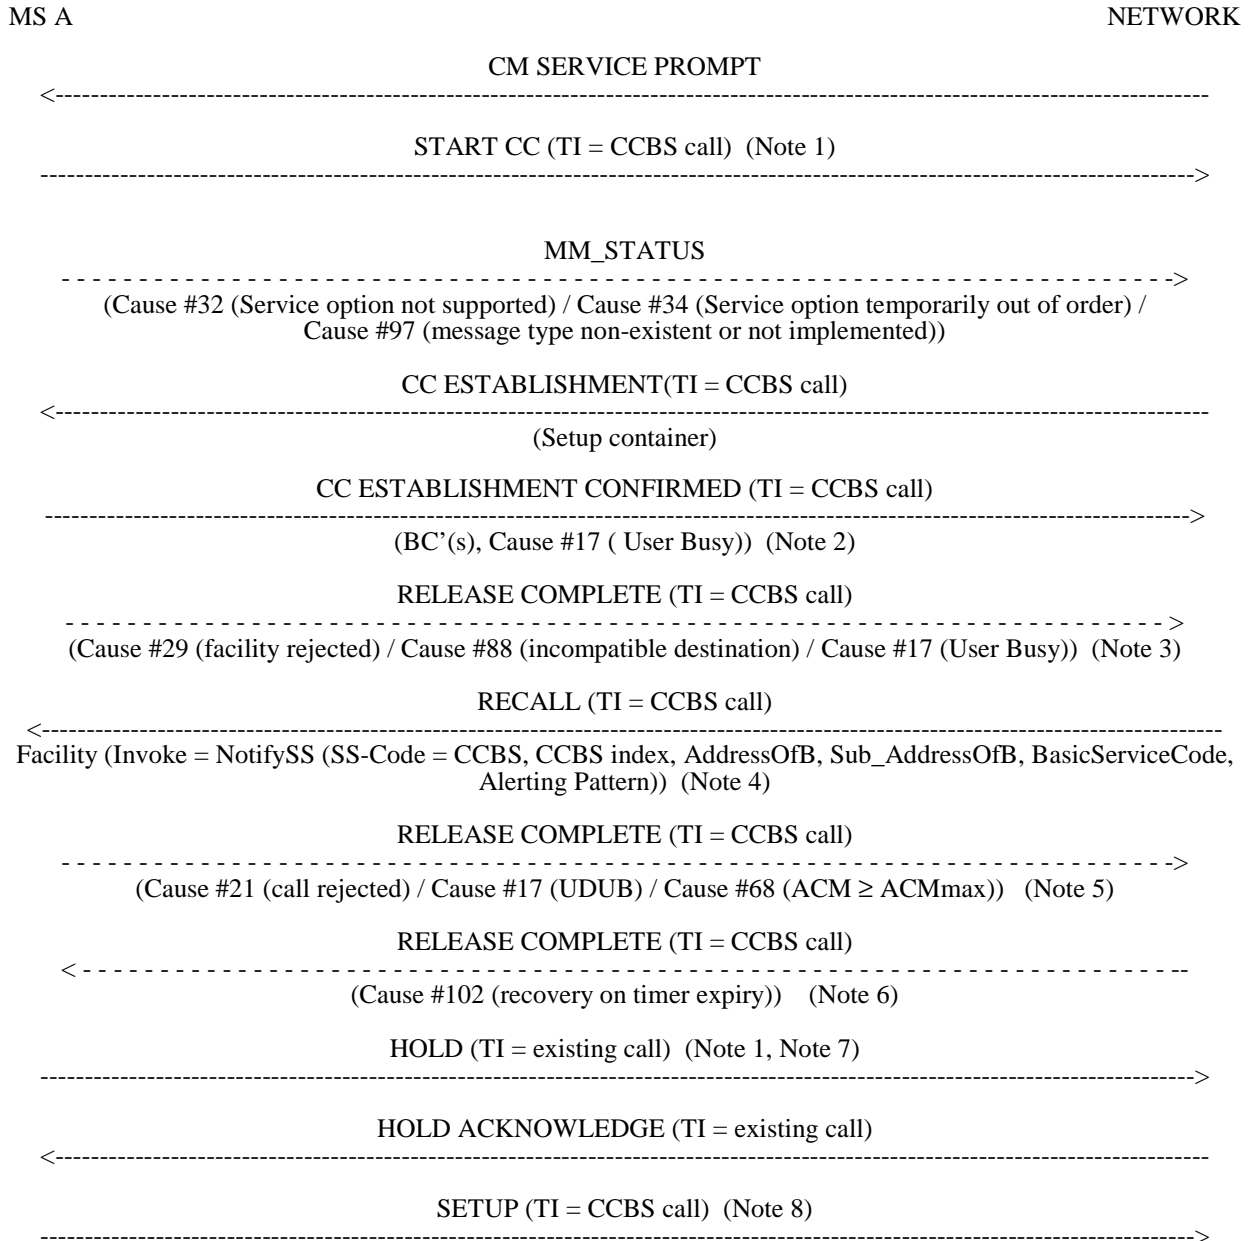 MS A NETWORK
CM SERVICE PROMPT
<-----------------------------------------------------------------------------------------------------------------------------------
START CC (TI = CCBS call) (Note 1)
----------------------------------------------------------------------------------------------------------------------------------->
MM_STATUS
- - - - - - - - - - - - - - - - - - - - - - - - - - - - - - - - - - - - - - - - - - - - - - - - - - - - - - - - - - - - - - - - - - - - - - - ->
(Cause #32 (Service option not supported) / Cause #34 (Service option temporarily out of order) /
Cause #97 (message type non-existent or not implemented))
CC ESTABLISHMENT(TI = CCBS call)
<-----------------------------------------------------------------------------------------------------------------------------------
(Setup container)
CC ESTABLISHMENT CONFIRMED (TI = CCBS call)
---------------------------------------------------------------------------------------------------------------------------------->
(BC’(s), Cause #17 ( User Busy)) (Note 2)
RELEASE COMPLETE (TI = CCBS call)
- - - - - - - - - - - - - - - - - - - - - - - - - - - - - - - - - - - - - - - - - - - - - - - - - - - - - - - - - - - - - - - - - - - - - - - >
(Cause #29 (facility rejected) / Cause #88 (incompatible destination) / Cause #17 (User Busy)) (Note 3)
RECALL (TI = CCBS call)
<--------------------------------------------------------------------------------------------------------------------------------------
Facility (Invoke = NotifySS (SS-Code = CCBS, CCBS index, AddressOfB, Sub_AddressOfB, BasicServiceCode,
Alerting Pattern)) (Note 4)
RELEASE COMPLETE (TI = CCBS call)
- - - - - - - - - - - - - - - - - - - - - - - - - - - - - - - - - - - - - - - - - - - - - - - - - - - - - - - - - - - - - - - - - - - - - - - ->
(Cause #21 (call rejected) / Cause #17 (UDUB) / Cause #68 (ACM ≥ ACMmax)) (Note 5)
RELEASE COMPLETE (TI = CCBS call)
< - - - - - - - - - - - - - - - - - - - - - - - - - - - - - - - - - - - - - - - - - - - - - - - - - - - - - - - - - - - - - - - - - - - - - - --
(Cause #102 (recovery on timer expiry)) (Note 6)
HOLD (TI = existing call) (Note 1, Note 7)
----------------------------------------------------------------------------------------------------------------------------------->
HOLD ACKNOWLEDGE (TI = existing call)
<-----------------------------------------------------------------------------------------------------------------------------------
SETUP (TI = CCBS call) (Note 8)
----------------------------------------------------------------------------------------------------------------------------------->